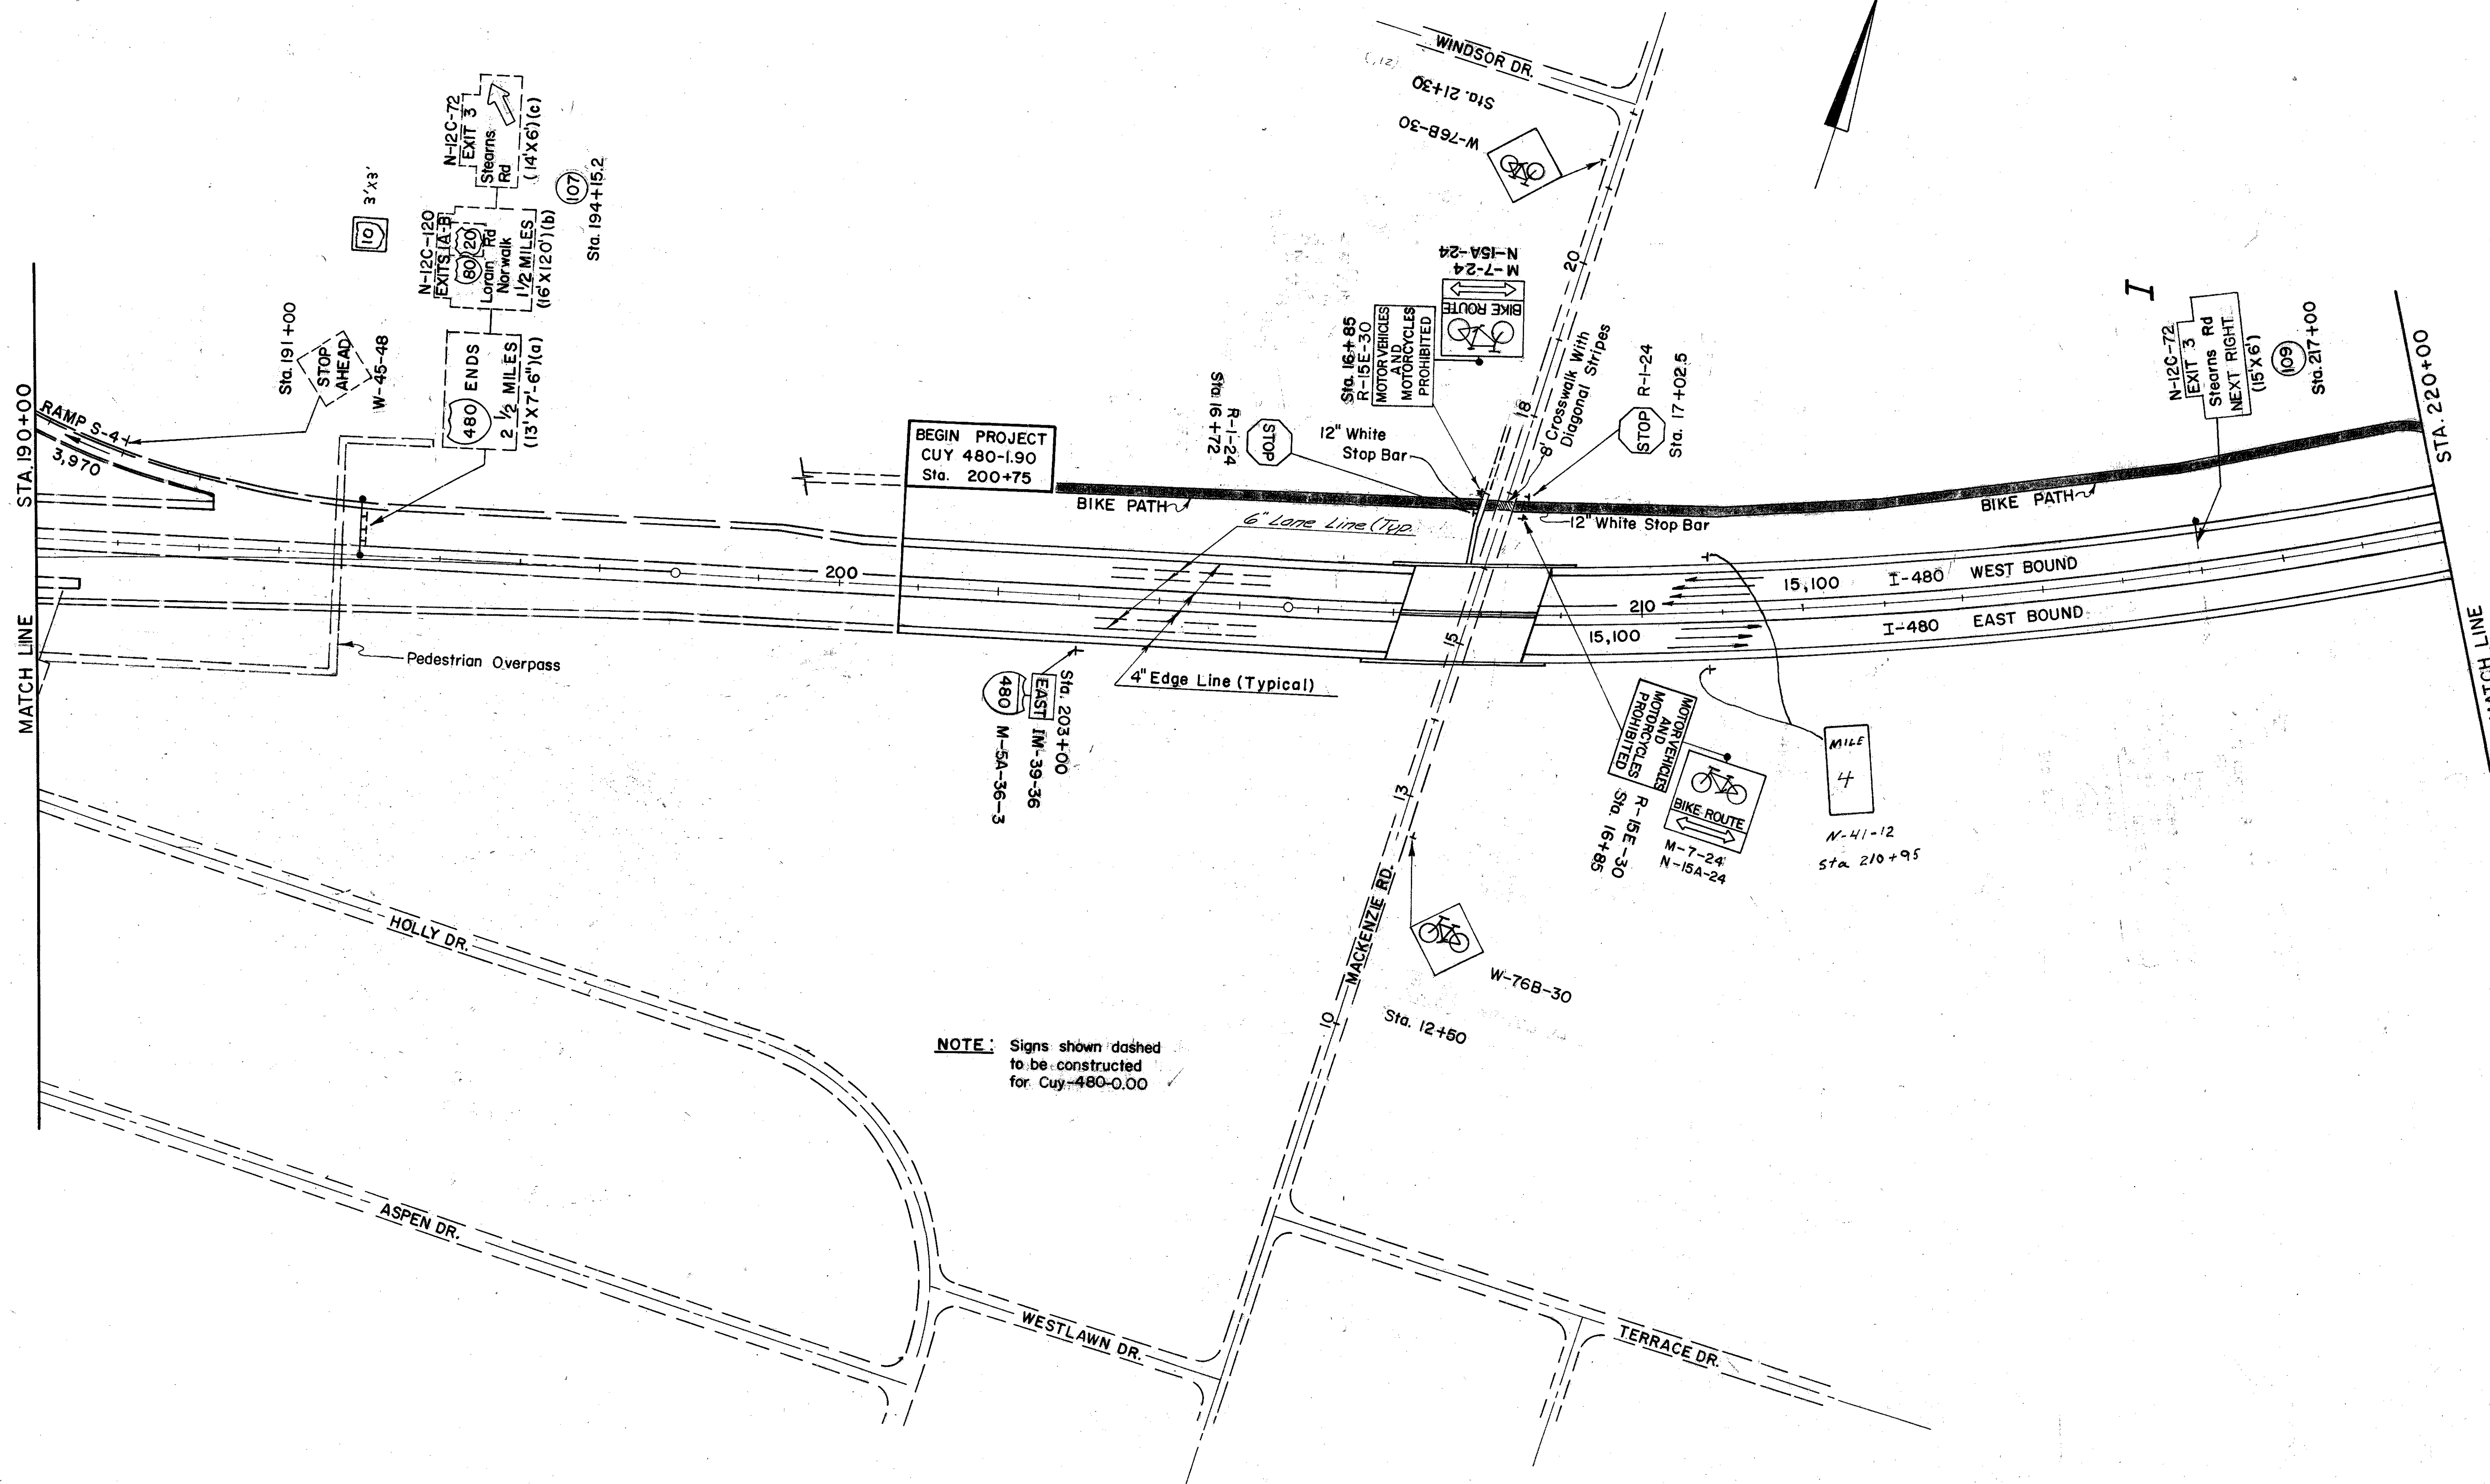 WINDSOR DR.
Sta. 21+30
W-76B-30
N-12C-72
EXIT 3
Stearns
Rd
(14'X6')(c)
107
Sta. 194+15.2
10
3'X3'
N-12C-120
EXITS 1A-B
80 20
Lorain Rd
Norwalk
1 1/2 MILES
(16'X120')(b)
480 ENDS
2 1/2 MILES
(13'X7'-6")(a)
Sta. 191+00
STOP
AHEAD
W-45-48
RAMP S-4
3,970
STA. 190+00
MATCH LINE
BEGIN PROJECT
CUY 480-1.90
Sta. 200+75
BIKE PATH
6" Lane Line (Typ.
200
Pedestrian Overpass
4" Edge Line (Typical)
Sta. 203+00
EAST IM-39-36
480 M-5A-36-3
Sta. 16+72
R-1-24
STOP
12" White
Stop Bar
Sta. 16+85
R-15E-30
MOTOR VEHICLES
AND
MOTORCYCLES
PROHIBITED
BIKE ROUTE
M-7-24
N-15A-24
20
18
8' Crosswalk With
Diagonal Stripes
STOP R-1-24
Sta. 17+02.5
12" White Stop Bar
BIKE PATH
15,100 I-480 WEST BOUND
210
15,100 I-480 EAST BOUND
15
13
10
MACKENZIE RD.
MOTORVEHICLES
AND
MOTORCYCLES
PROHIBITED
R-15E-30
Sta. 16+85
BIKE ROUTE
M-7-24
N-15A-24
MILE
4
N-41-12
Sta 210+95
W-76B-30
Sta. 12+50
I
N-12C-72
EXIT 3
Stearns Rd
NEXT RIGHT
(15'X6')
109
Sta. 217+00
STA. 220+00
MATCH LINE
HOLLY DR.
ASPEN DR.
WESTLAWN DR.
TERRACE DR.
NOTE: Signs shown dashed
to be constructed
for Cuy-480-0.00